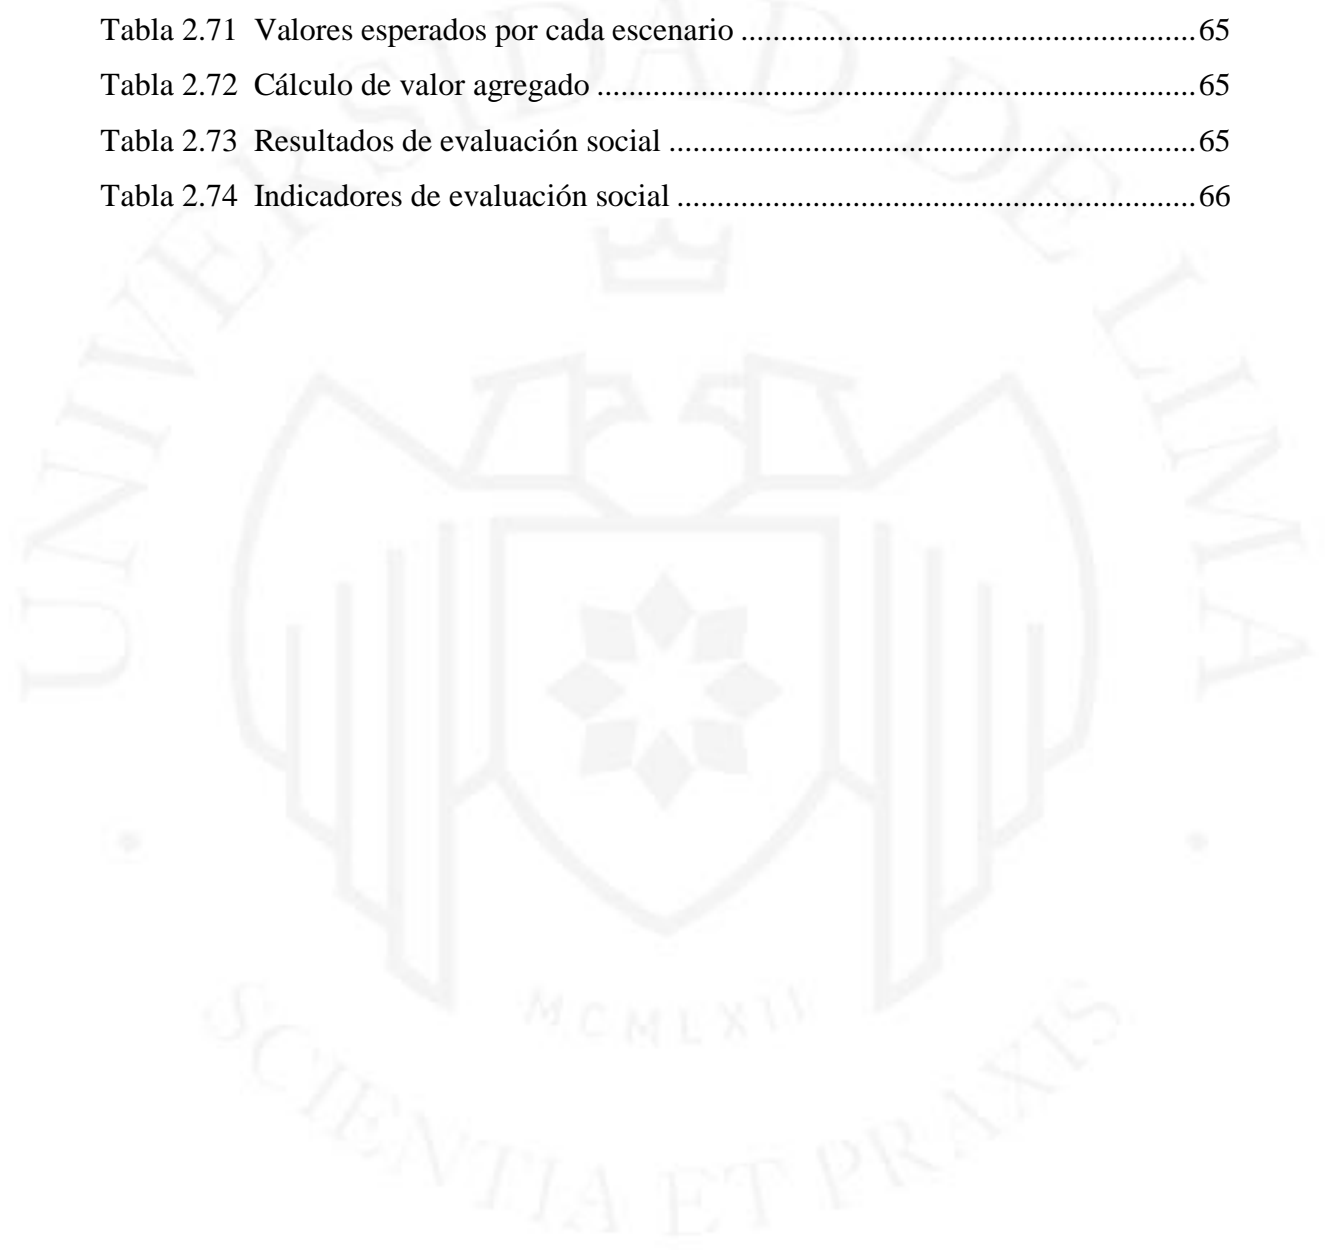 Tabla 2.71 Valores esperados por cada escenario ..........................................................65
Tabla 2.72 Cálculo de valor agregado ............................................................................65
Tabla 2.73 Resultados de evaluación social ...................................................................65
Tabla 2.74 Indicadores de evaluación social ..................................................................66
UNIVERSIDAD DE LIMA
MCMLXII
SCIENTIA ET PRAXIS